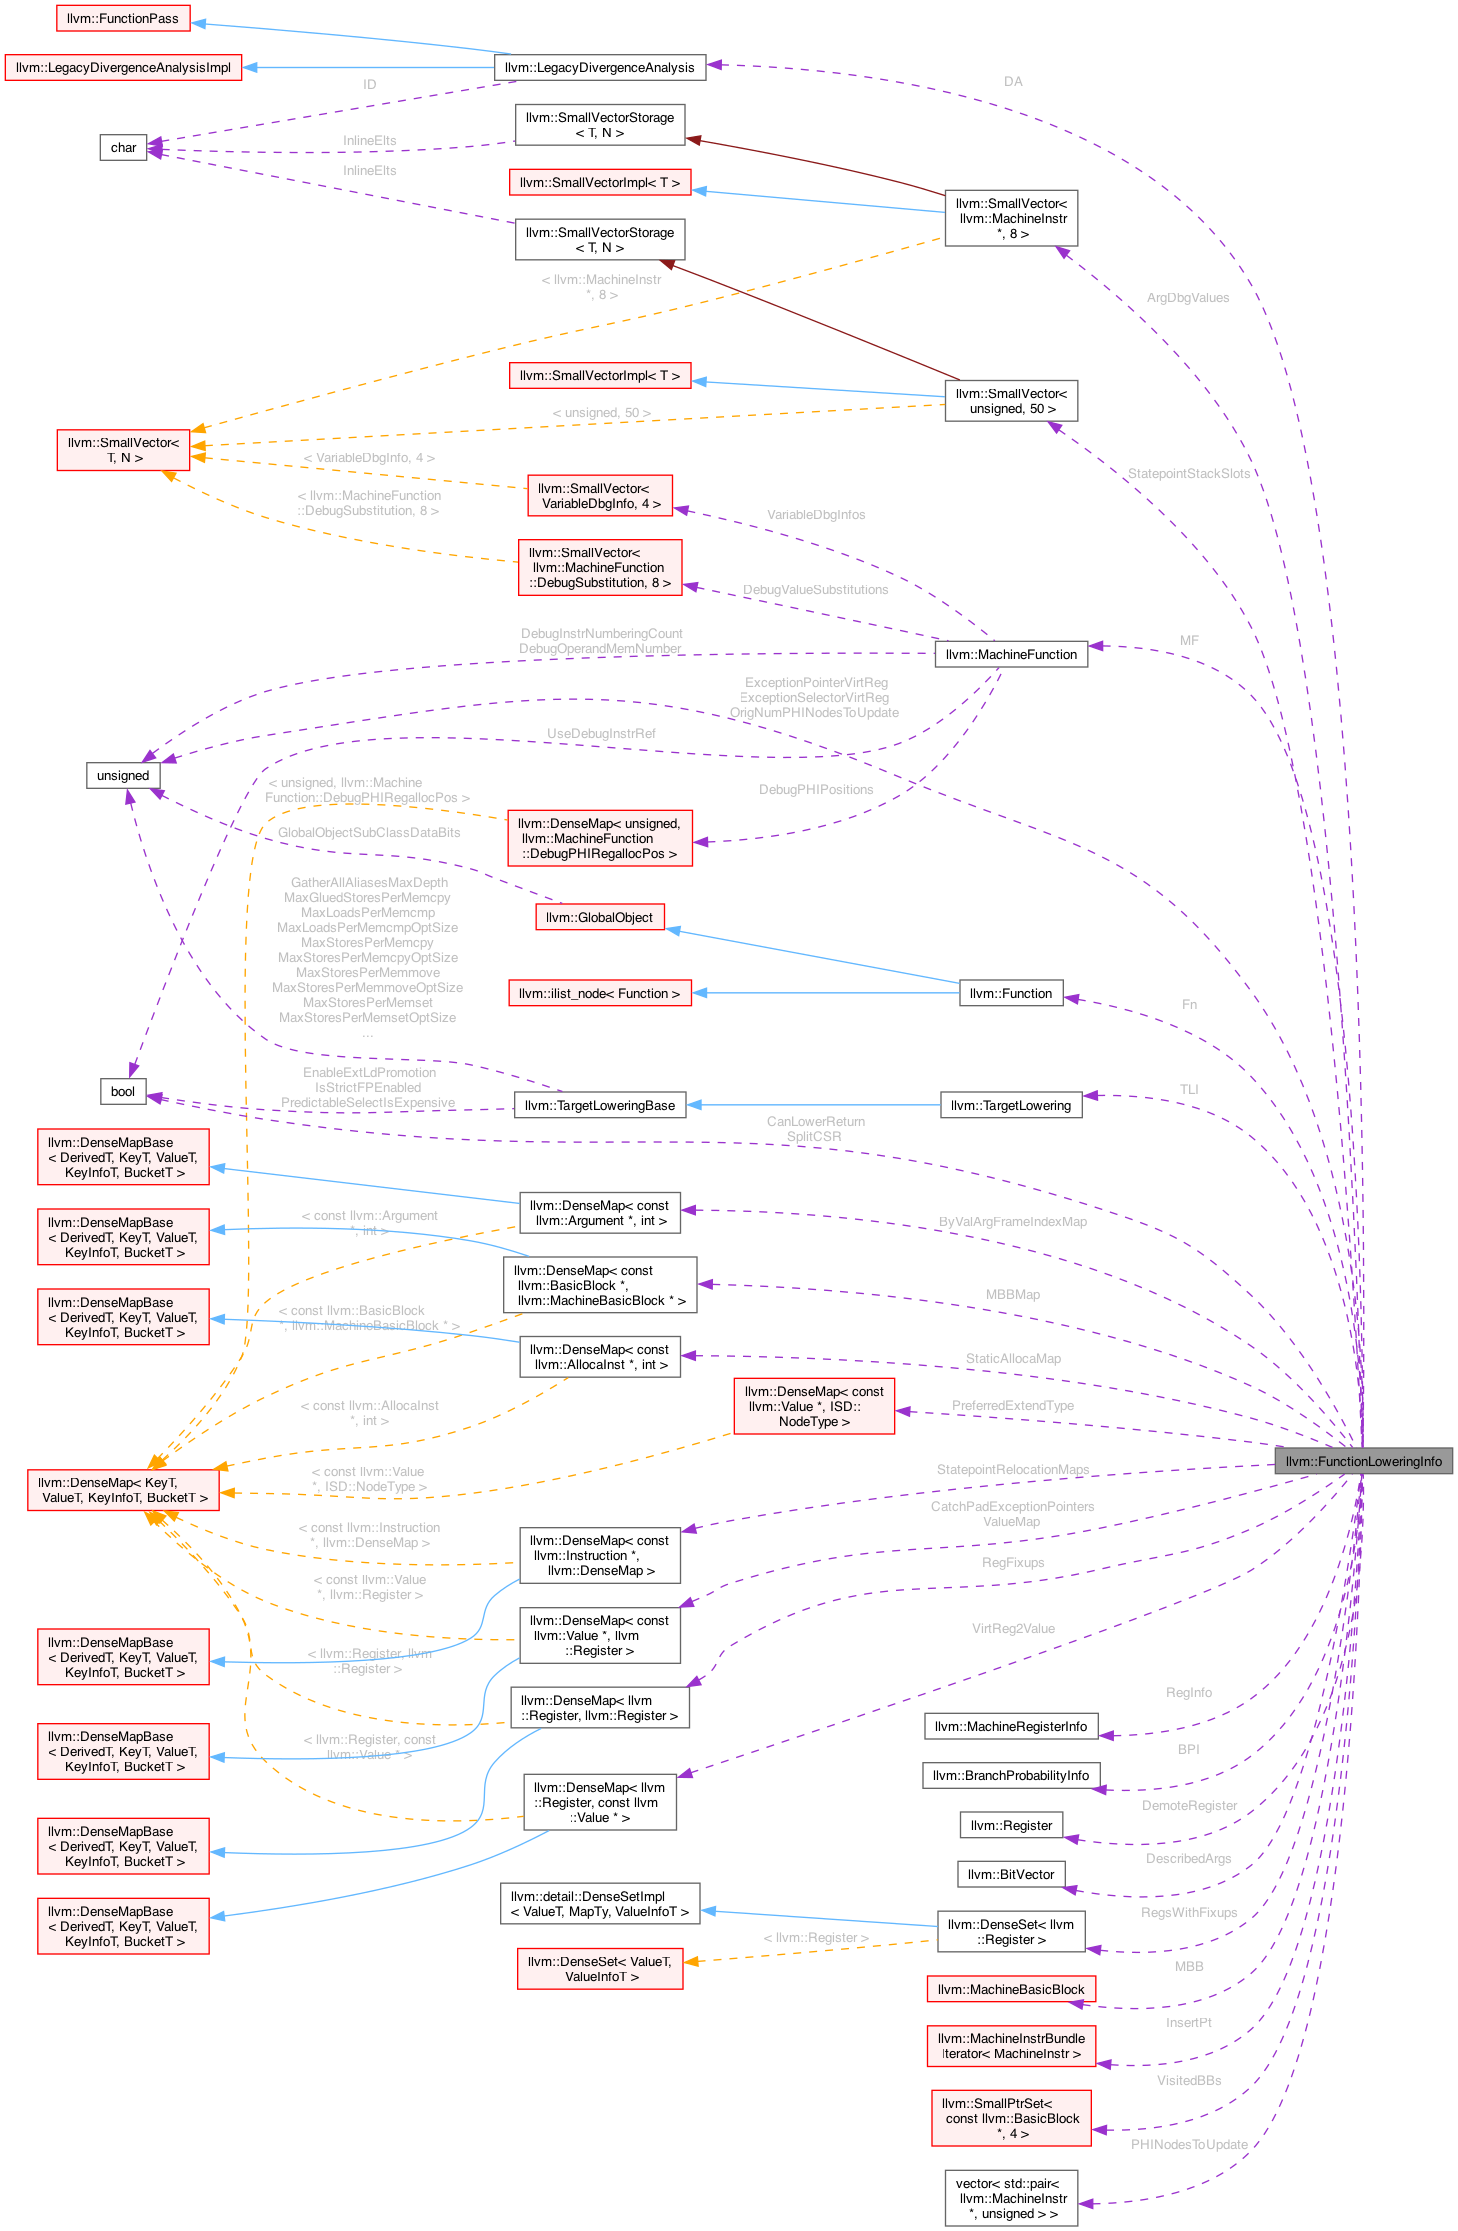 llvm::FunctionPass
llvm::LegacyDivergenceAnalysisImpl
llvm::LegacyDivergenceAnalysis
DA
ID
char
llvm::SmallVectorStorage
< T, N >
InlineElts
InlineElts
llvm::SmallVectorImpl< T >
llvm::SmallVector<
llvm::MachineInstr
*, 8 >
llvm::SmallVectorStorage
< T, N >
< llvm::MachineInstr
*, 8 >
ArgDbgValues
llvm::SmallVectorImpl< T >
llvm::SmallVector<
unsigned, 50 >
< unsigned, 50 >
llvm::SmallVector<
T, N >
< VariableDbgInfo, 4 >
StatepointStackSlots
llvm::SmallVector<
VariableDbgInfo, 4 >
< llvm::MachineFunction
::DebugSubstitution, 8 >
VariableDbgInfos
llvm::SmallVector<
llvm::MachineFunction
::DebugSubstitution, 8 >
DebugValueSubstitutions
DebugInstrNumberingCount
DebugOperandMemNumber
llvm::MachineFunction
MF
ExceptionPointerVirtReg
ExceptionSelectorVirtReg
OrigNumPHINodesToUpdate
UseDebugInstrRef
unsigned
< unsigned, llvm::Machine
Function::DebugPHIRegallocPos >
DebugPHIPositions
llvm::DenseMap< unsigned,
llvm::MachineFunction
::DebugPHIRegallocPos >
GlobalObjectSubClassDataBits
GatherAllAliasesMaxDepth
MaxGluedStoresPerMemcpy
MaxLoadsPerMemcmp
MaxLoadsPerMemcmpOptSize
MaxStoresPerMemcpy
MaxStoresPerMemcpyOptSize
MaxStoresPerMemmove
MaxStoresPerMemmoveOptSize
MaxStoresPerMemset
MaxStoresPerMemsetOptSize
...
llvm::GlobalObject
llvm::ilist_node< Function >
llvm::Function
Fn
bool
EnableExtLdPromotion
IsStrictFPEnabled
PredictableSelectIsExpensive
llvm::TargetLoweringBase
llvm::TargetLowering
TLI
CanLowerReturn
SplitCSR
llvm::DenseMapBase
< DerivedT, KeyT, ValueT,
KeyInfoT, BucketT >
llvm::DenseMap< const
llvm::Argument *, int >
ByValArgFrameIndexMap
llvm::DenseMapBase
< DerivedT, KeyT, ValueT,
KeyInfoT, BucketT >
< const llvm::Argument
*, int >
llvm::DenseMap< const
llvm::BasicBlock *,
llvm::MachineBasicBlock * >
MBBMap
llvm::DenseMapBase
< DerivedT, KeyT, ValueT,
KeyInfoT, BucketT >
< const llvm::BasicBlock
*, llvm::MachineBasicBlock * >
llvm::DenseMap< const
llvm::AllocaInst *, int >
StaticAllocaMap
< const llvm::AllocaInst
*, int >
llvm::DenseMap< const
llvm::Value *, ISD::
NodeType >
PreferredExtendType
llvm::FunctionLoweringInfo
llvm::DenseMap< KeyT,
ValueT, KeyInfoT, BucketT >
< const llvm::Value
*, ISD::NodeType >
StatepointRelocationMaps
CatchPadExceptionPointers
ValueMap
< const llvm::Instruction
*, llvm::DenseMap >
llvm::DenseMap< const
llvm::Instruction *,
llvm::DenseMap >
RegFixups
< const llvm::Value
*, llvm::Register >
llvm::DenseMap< const
llvm::Value *, llvm
::Register >
VirtReg2Value
llvm::DenseMapBase
< DerivedT, KeyT, ValueT,
KeyInfoT, BucketT >
< llvm::Register, llvm
::Register >
llvm::DenseMap< llvm
::Register, llvm::Register >
RegInfo
llvm::MachineRegisterInfo
llvm::DenseMapBase
< DerivedT, KeyT, ValueT,
KeyInfoT, BucketT >
< llvm::Register, const
llvm::Value * >
BPI
llvm::BranchProbabilityInfo
llvm::DenseMap< llvm
::Register, const llvm
::Value * >
DemoteRegister
llvm::Register
llvm::DenseMapBase
< DerivedT, KeyT, ValueT,
KeyInfoT, BucketT >
DescribedArgs
llvm::BitVector
llvm::DenseMapBase
< DerivedT, KeyT, ValueT,
KeyInfoT, BucketT >
llvm::detail::DenseSetImpl
< ValueT, MapTy, ValueInfoT >
RegsWithFixups
llvm::DenseSet< llvm
::Register >
< llvm::Register >
llvm::DenseSet< ValueT,
ValueInfoT >
MBB
llvm::MachineBasicBlock
InsertPt
llvm::MachineInstrBundle
Iterator< MachineInstr >
VisitedBBs
llvm::SmallPtrSet<
const llvm::BasicBlock
*, 4 >
PHINodesToUpdate
vector< std::pair<
llvm::MachineInstr
*, unsigned > >